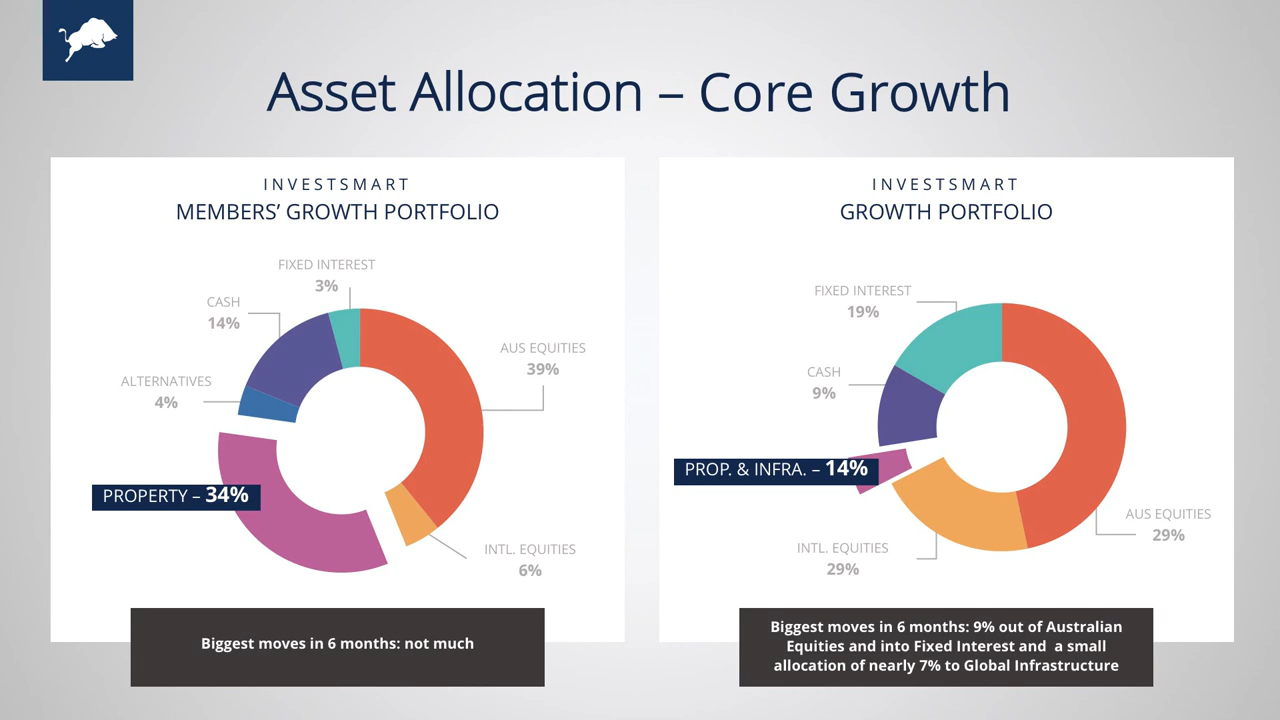 Asset Allocation – Core Growth
INVESTSMART
MEMBERS’ GROWTH PORTFOLIO
FIXED INTEREST
3%
CASH
14%
AUS EQUITIES
39%
ALTERNATIVES
4%
PROPERTY – 34%
INTL. EQUITIES
6%
Biggest moves in 6 months: not much
INVESTSMART
GROWTH PORTFOLIO
FIXED INTEREST
19%
CASH
9%
PROP. & INFRA. – 14%
AUS EQUITIES
29%
INTL. EQUITIES
29%
Biggest moves in 6 months: 9% out of Australian
Equities and into Fixed Interest and a small
allocation of nearly 7% to Global Infrastructure